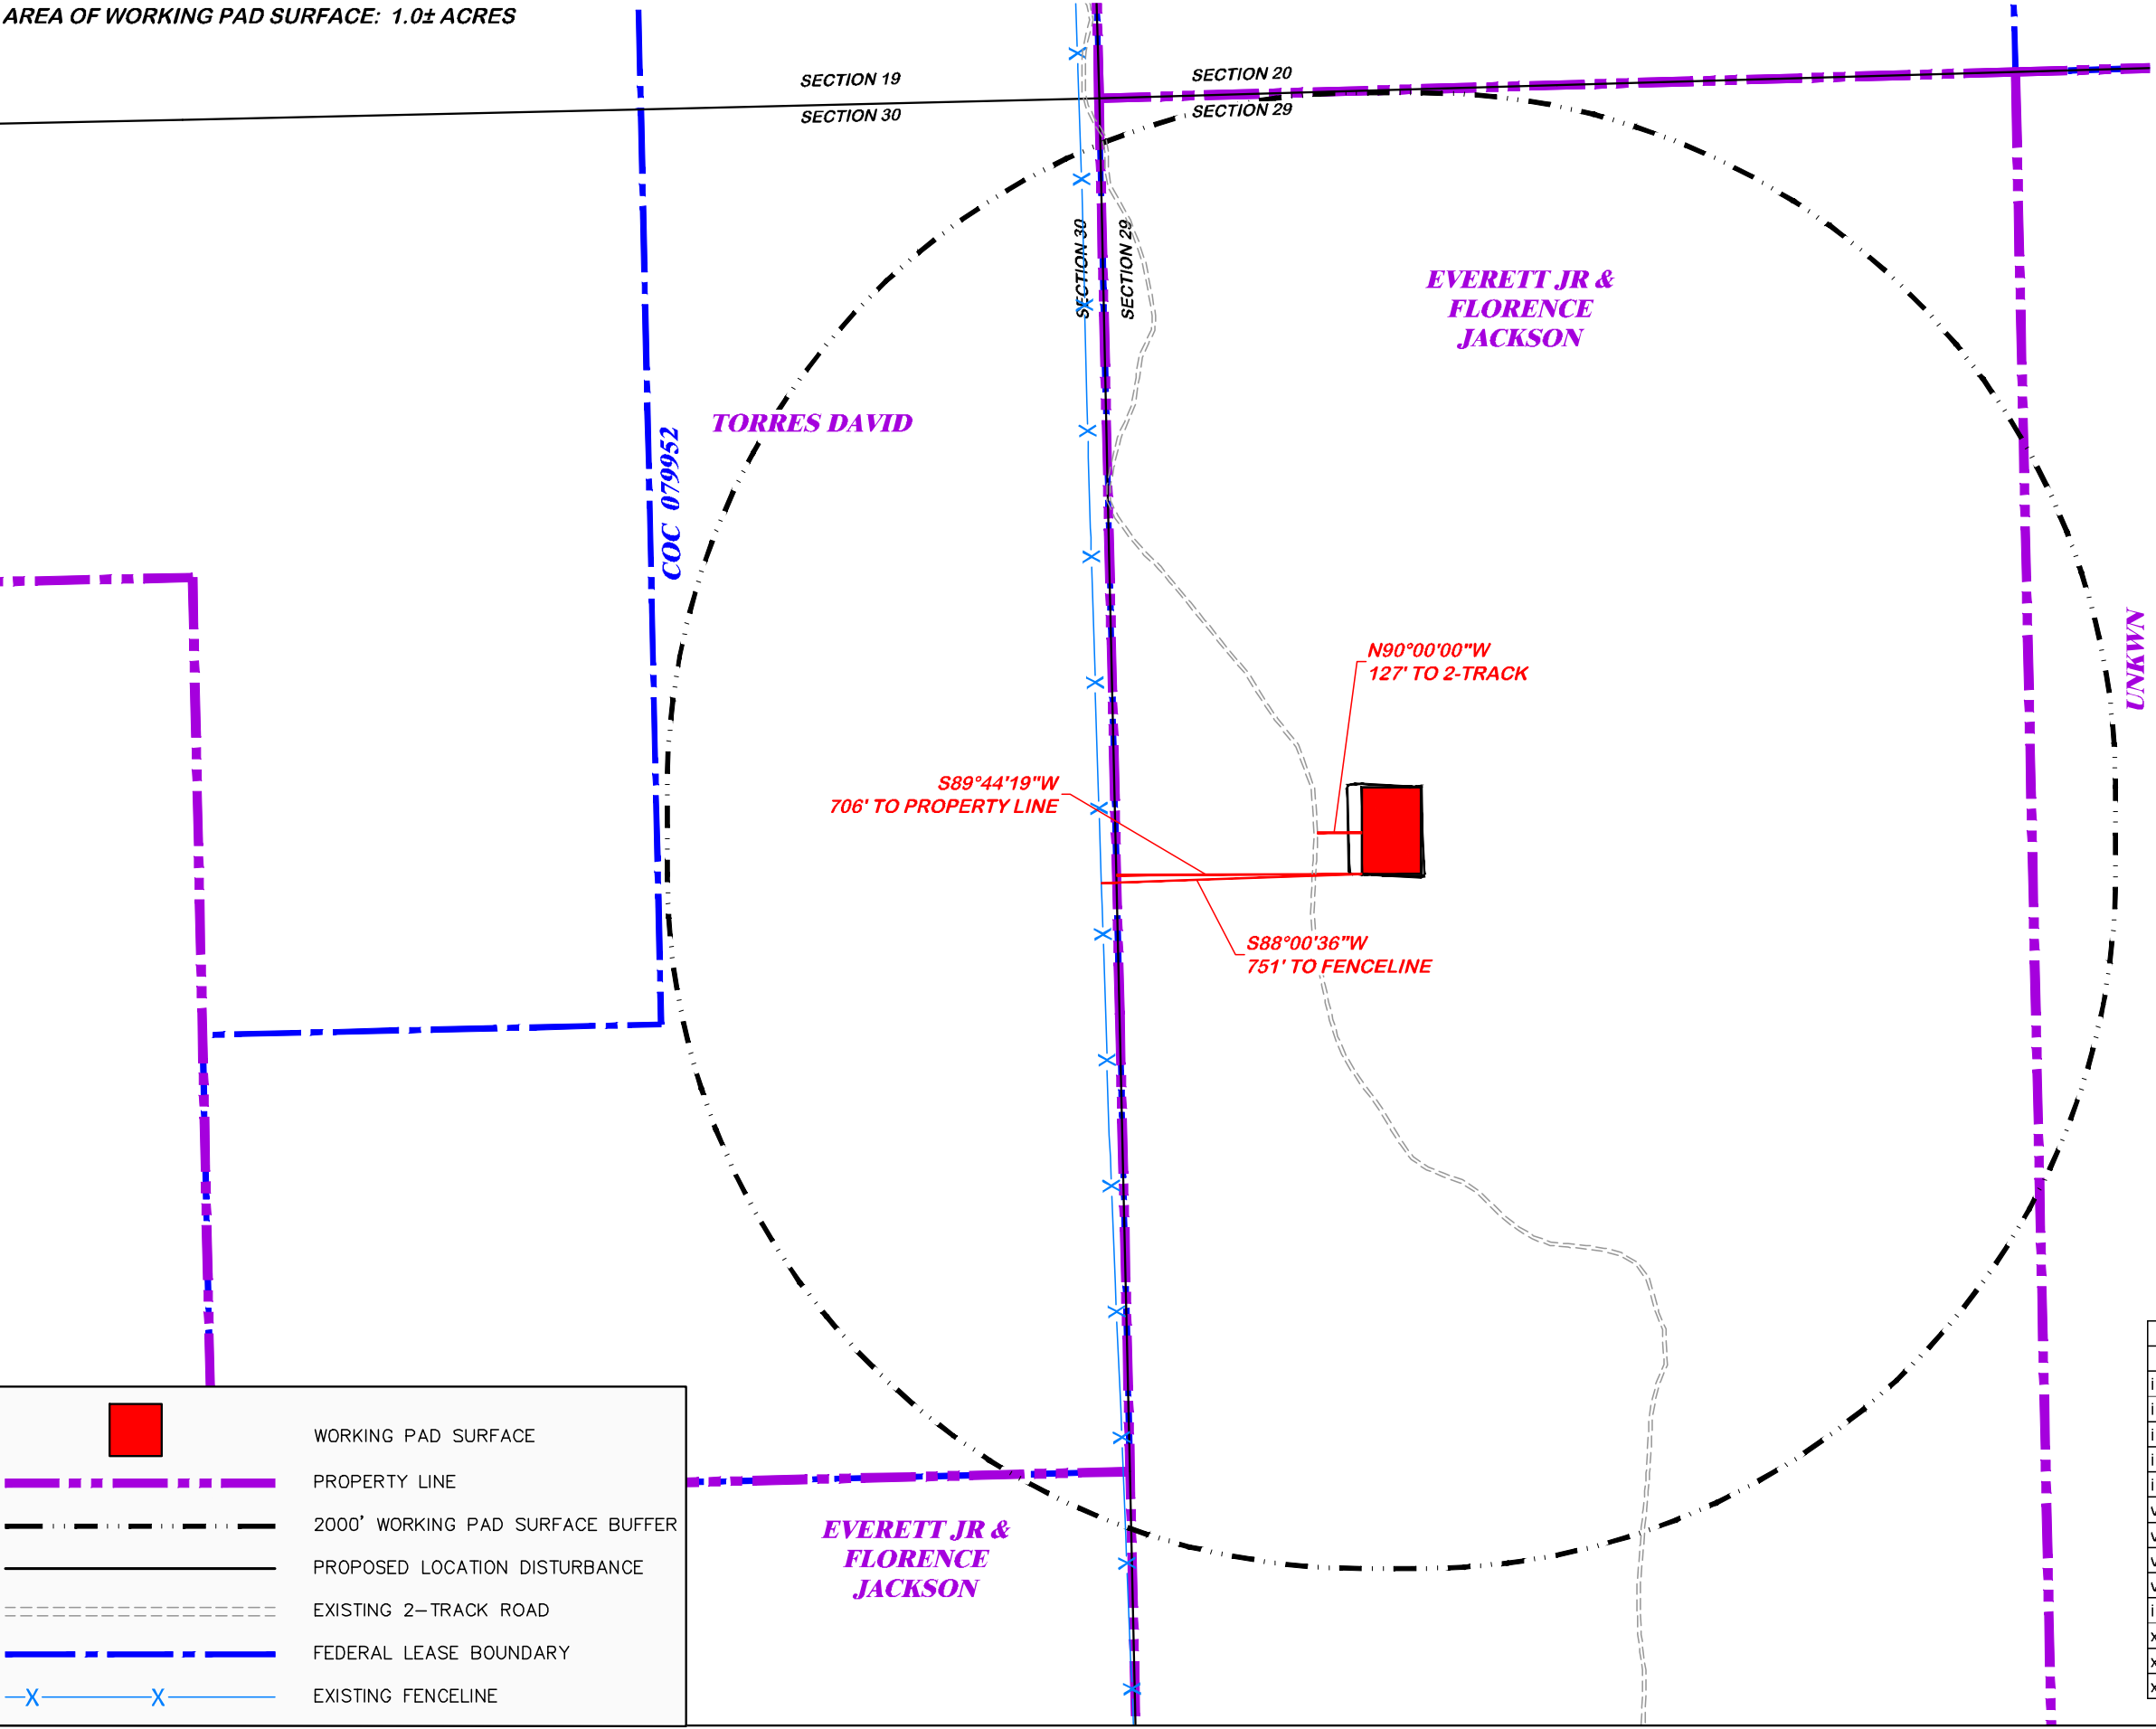 AREA OF WORKING PAD SURFACE: 1.0± ACRES
SECTION 19
SECTION 30
SECTION 20
SECTION 29
SECTION 30
SECTION 29
EVERETT JR &
FLORENCE
JACKSON
TORRES DAVID
COC 079952
UNKWN
N90°00'00"W
127' TO 2-TRACK
S89°44'19"W
706' TO PROPERTY LINE
S88°00'36"W
751' TO FENCELINE
EVERETT JR &
FLORENCE
JACKSON
WORKING PAD SURFACE
PROPERTY LINE
2000' WORKING PAD SURFACE BUFFER
PROPOSED LOCATION DISTURBANCE
EXISTING 2-TRACK ROAD
FEDERAL LEASE BOUNDARY
EXISTING FENCELINE